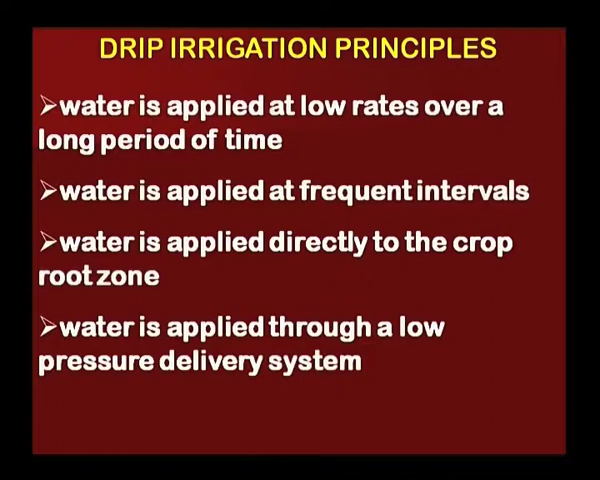 DRIP IRRIGATION PRINCIPLES
➢water is applied at low rates over a
long period of time
➢water is applied at frequent intervals
➢water is applied directly to the crop
root zone
➢water is applied through a low
pressure delivery system